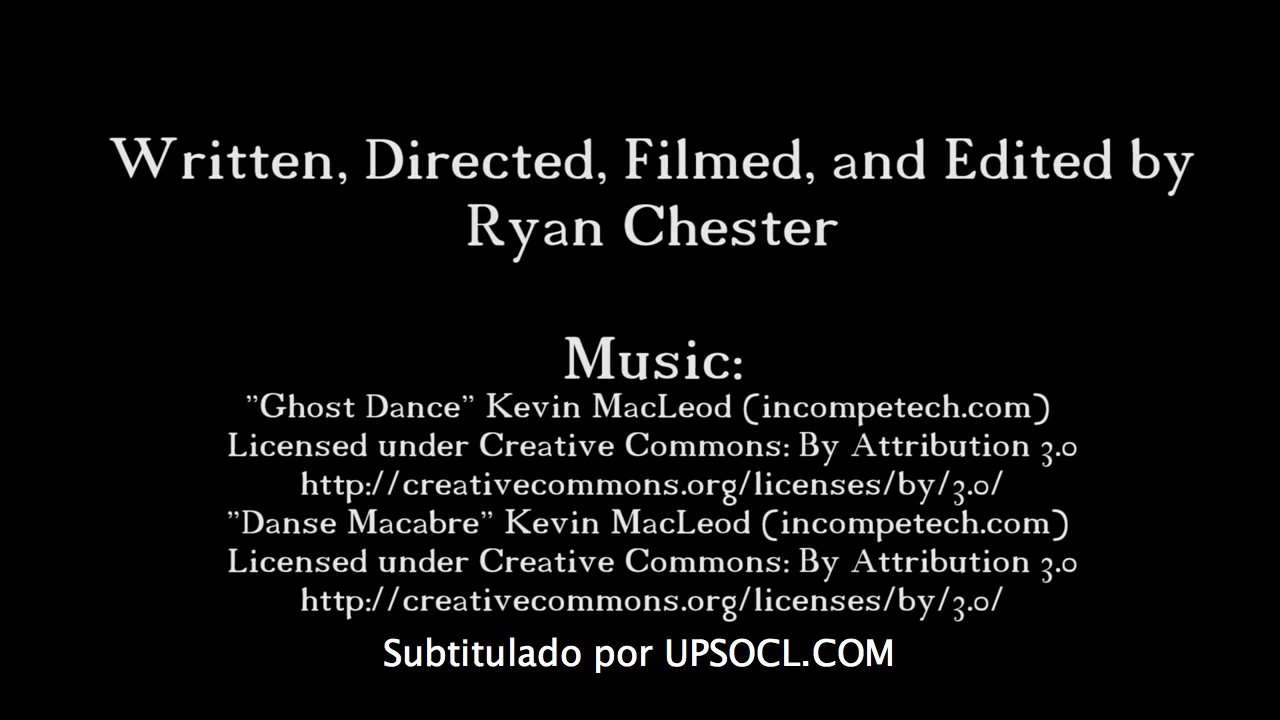 Written, Directed, Filmed, and Edited by
Ryan Chester
Music:
"Ghost Dance" Kevin MacLeod (incompetech.com)
Licensed under Creative Commons: By Attribution 3.0
http://creativecommons.org/licenses/by/3.0/
"Danse Macabre" Kevin MacLeod (incompetech.com)
Licensed under Creative Commons: By Attribution 3.0
http://creativecommons.org/licenses/by/3.0/
Subtitulado por UPSOCL.COM